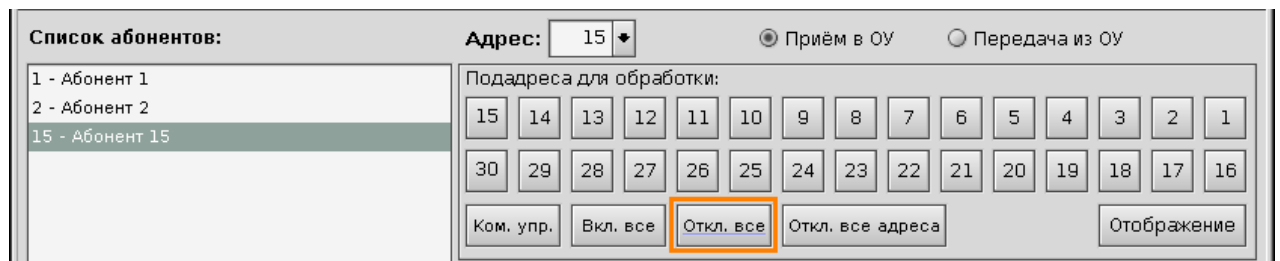 Список абонентов:
1 - Абонент 1
2 - Абонент 2
15 - Абонент 15
Адрес: 15 Приём в ОУ Передача из ОУ
Подадреса для обработки:
15 14 13 12 11 10 9 8 7 6 5 4 3 2 1
30 29 28 27 26 25 24 23 22 21 20 19 18 17 16
Ком. упр. Вкл. все Откл. все Откл. все адреса Отображение